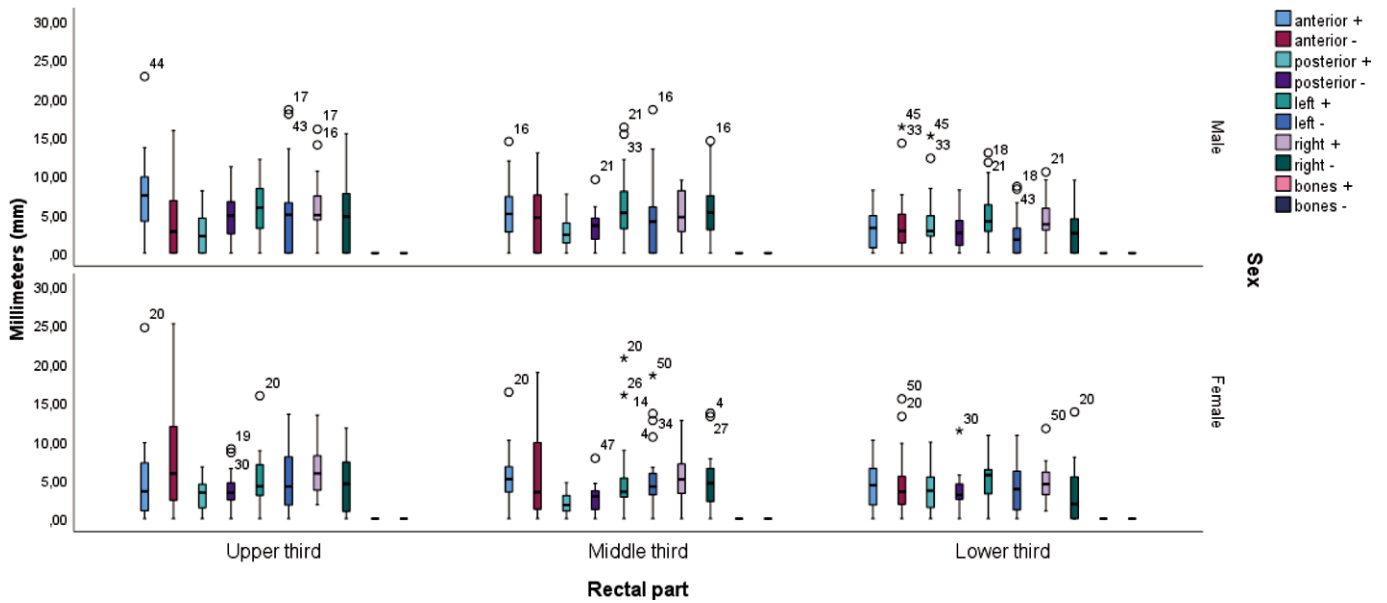 30,00
25,00
20,00
15,00
10,00
5,00
,00
44
17
43
17
16
16
21
21
33
16
16
45
33
45
33
18
21
18
43
21
Male
30,00
25,00
20,00
15,00
10,00
5,00
,00
20
19
30
20
20
47
20
26
14
50
34
4
4
27
50
20
30
50
20
Female
Millimeters (mm)
Sex
Upper third
Middle third
Lower third
Rectal part
anterior +
anterior -
posterior +
posterior -
left +
left -
right +
right -
bones +
bones -